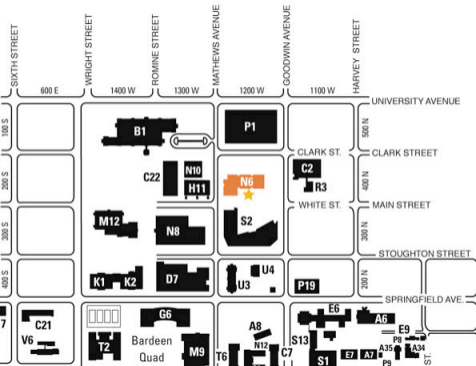 SIXTH STREET
WRIGHT STREET
ROMINE STREET
MATHEWS AVENUE
GOODWIN AVENUE
HARVEY STREET
600 E
1400 W
1300 W
1200 W
1100 W
UNIVERSITY AVENUE
100 S
B1
P1
500 N
CLARK ST.
CLARK STREET
200 S
C22
N10
H11
N6
C2
R3
400 N
WHITE ST.
MAIN STREET
300 S
M12
N8
S2
300 N
STOUGHTON STREET
400 S
K1
K2
D7
U3
U4
P19
200 N
SPRINGFIELD AVE.
7
C21
V6
G6
T2
Bardeen
Quad
M9
A8
N12
T6
C7
S13
E6
A6
E9
P8
A35
A34
S1
E7
A7
P9
ST.